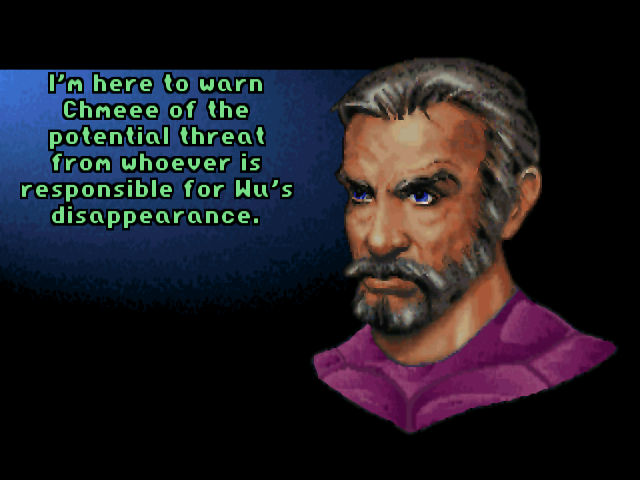 I'm here to warn
Chmeee of the
potential threat
from whoever is
responsible for Wu's
disappearance.